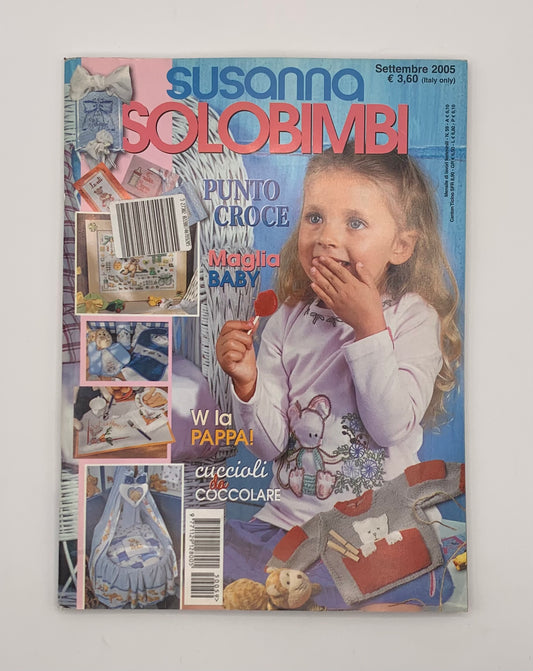 susanna
Settembre 2005
€ 3,60 (Italy only)
SOLOBIMBI
PUNTO
CROCE
Maglia
BABY
W la
PAPPA!
cuccioli
da
COCCOLARE